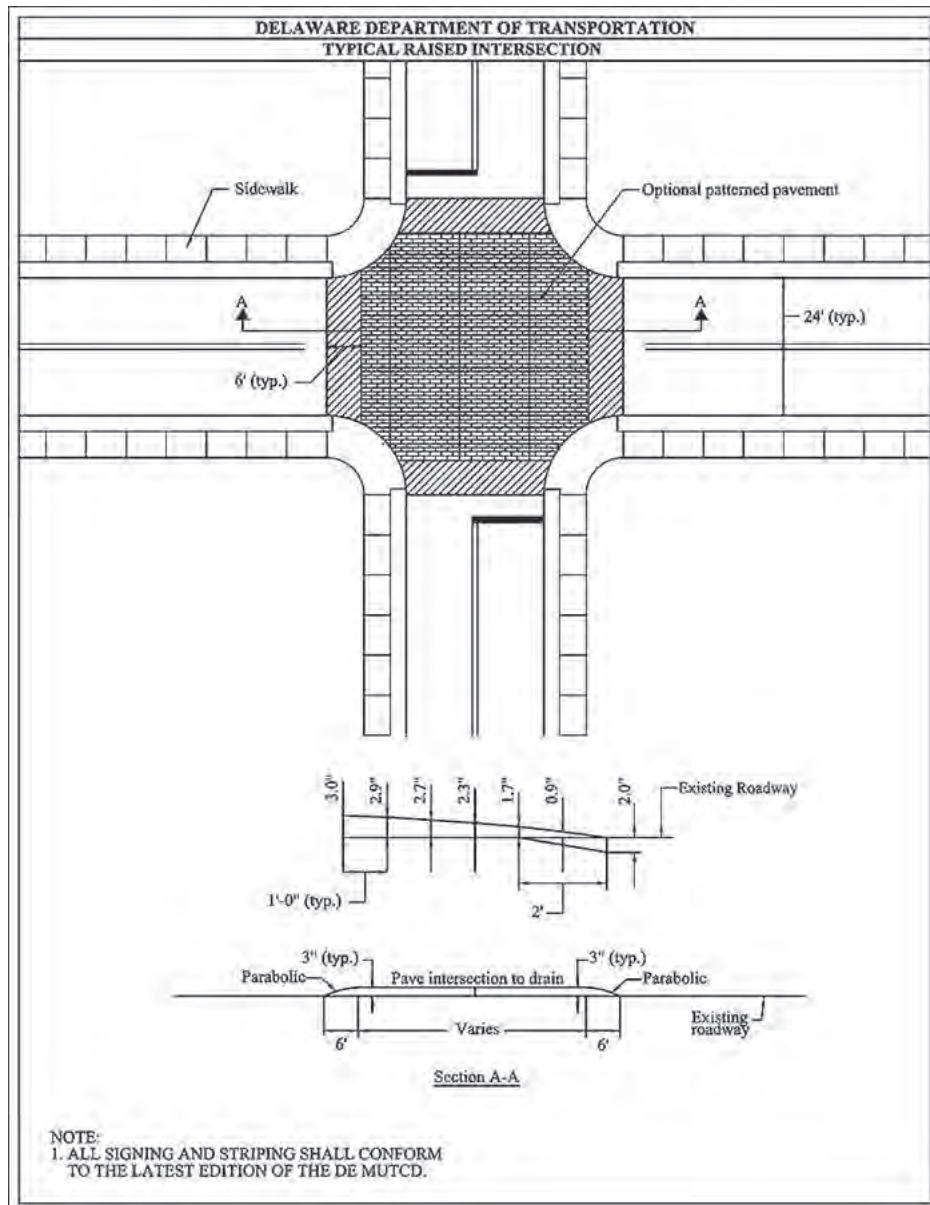 DELAWARE DEPARTMENT OF TRANSPORTATION
TYPICAL RAISED INTERSECTION
Sidewalk
Optional patterned pavement
A
A
24' (typ.)
6' (typ.)
3.0"
2.9"
2.7"
2.3"
1.7"
0.9"
2.0"
Existing Roadway
1'-0" (typ.)
2'
3" (typ.)
3" (typ.)
Parabolic
Pave intersection to drain
Parabolic
Existing
roadway
Varies
6'
6'
Section A-A
NOTE:
1. ALL SIGNING AND STRIPING SHALL CONFORM
TO THE LATEST EDITION OF THE DE MUTCD.